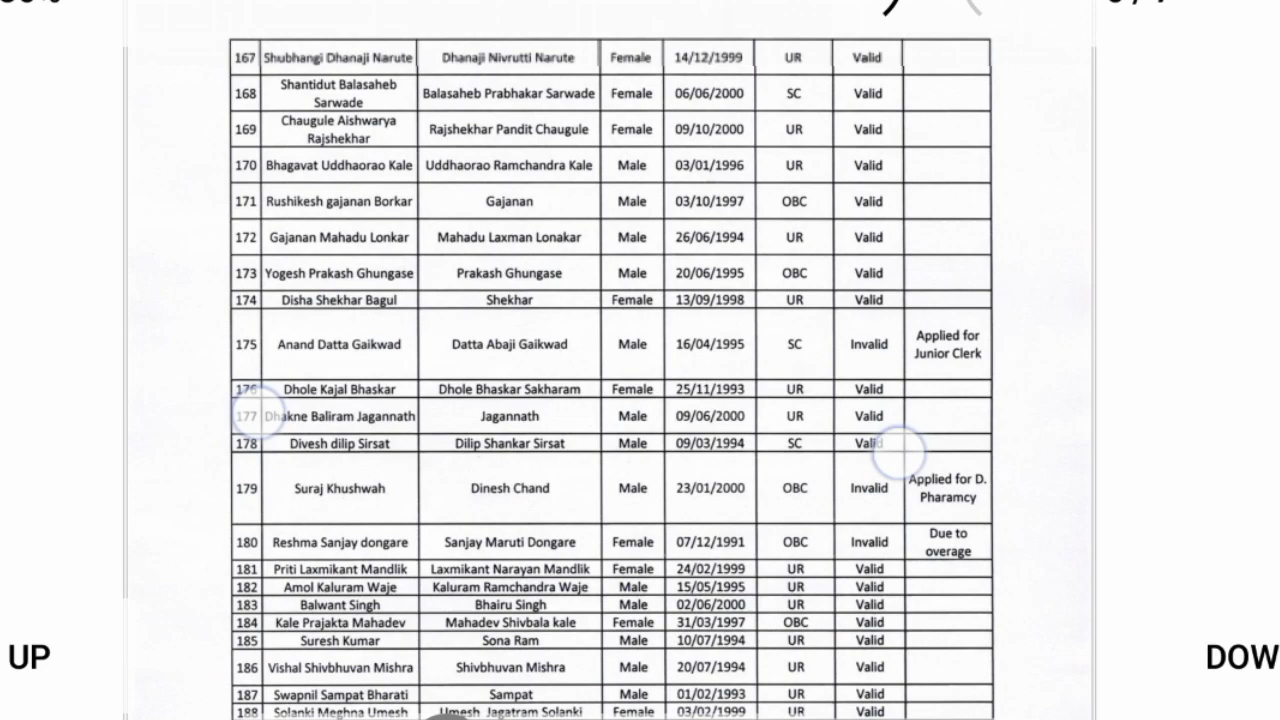 167 Shubhangi Dhanaji Narute Dhanaji Nivrutti Narute Female 14/12/1999 UR Valid
168 Shantidut Balasaheb Sarwade Balasaheb Prabhakar Sarwade Female 06/06/2000 SC Valid
169 Chaugule Aishwarya Rajshekhar Rajshekhar Pandit Chaugule Female 09/10/2000 UR Valid
170 Bhagavat Uddhaorao Kale Uddhaorao Ramchandra Kale Male 03/01/1996 UR Valid
171 Rushikesh gajanan Borkar Gajanan Male 03/10/1997 OBC Valid
172 Gajanan Mahadu Lonkar Mahadu Laxman Lonakar Male 26/06/1994 UR Valid
173 Yogesh Prakash Ghungase Prakash Ghungase Male 20/06/1995 OBC Valid
174 Disha Shekhar Bagul Shekhar Female 13/09/1998 UR Valid
175 Anand Datta Gaikwad Datta Abaji Gaikwad Male 16/04/1995 SC Invalid Applied for Junior Clerk
176 Dhole Kajal Bhaskar Dhole Bhaskar Sakharam Female 25/11/1993 UR Valid
177 Dhakne Baliram Jagannath Jagannath Male 09/06/2000 UR Valid
178 Divesh dilip Sirsat Dilip Shankar Sirsat Male 09/03/1994 SC Valid
179 Suraj Khushwah Dinesh Chand Male 23/01/2000 OBC Invalid Applied for D. Pharamcy
180 Reshma Sanjay dongare Sanjay Maruti Dongare Female 07/12/1991 OBC Invalid Due to overage
181 Priti Laxmikant Mandlik Laxmikant Narayan Mandlik Female 24/02/1999 UR Valid
182 Amol Kaluram Waje Kaluram Ramchandra Waje Male 15/05/1995 UR Valid
183 Balwant Singh Bhairu Singh Male 02/06/2000 UR Valid
184 Kale Prajakta Mahadev Mahadev Shivbala kale Female 31/03/1997 OBC Valid
185 Suresh Kumar Sona Ram Male 10/07/1994 UR Valid
186 Vishal Shivbhuvan Mishra Shivbhuvan Mishra Male 20/07/1994 UR Valid
187 Swapnil Sampat Bharati Sampat Male 01/02/1993 UR Valid
188 Solanki Meghna Umesh Umesh Jagatram Solanki Female 03/02/1999 UR Valid
UP
DOW